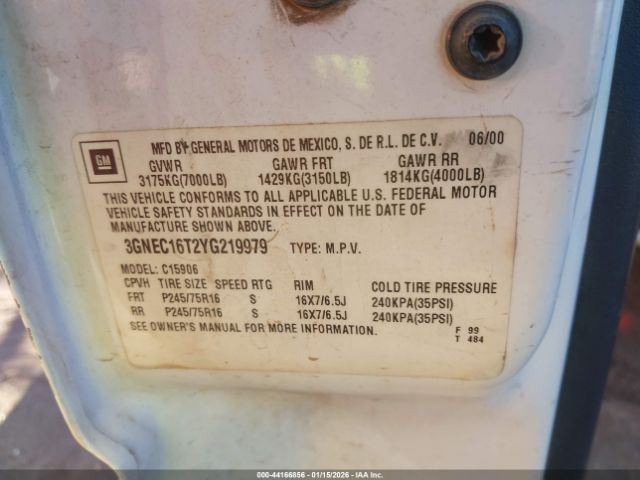 GM
MFD BY GENERAL MOTORS DE MEXICO, S. DE R.L. DE C.V. 06/00
GVWR GAWR FRT GAWR RR
3175KG(7000LB) 1429KG(3150LB) 1814KG(4000LB)
THIS VEHICLE CONFORMS TO ALL APPLICABLE U.S. FEDERAL MOTOR
VEHICLE SAFETY STANDARDS IN EFFECT ON THE DATE OF
MANUFACTURE SHOWN ABOVE.
3GNEC16T2YG219979 TYPE: M.P.V.
MODEL: C15906
CPVH TIRE SIZE SPEED RTG RIM COLD TIRE PRESSURE
FRT P245/75R16 S 16X7/6.5J 240KPA(35PSI)
RR P245/75R16 S 16X7/6.5J 240KPA(35PSI)
SEE OWNER'S MANUAL FOR MORE INFORMATION.
F 99
T 484
000-44166856 - 01/15/2026 - IAAI.COM